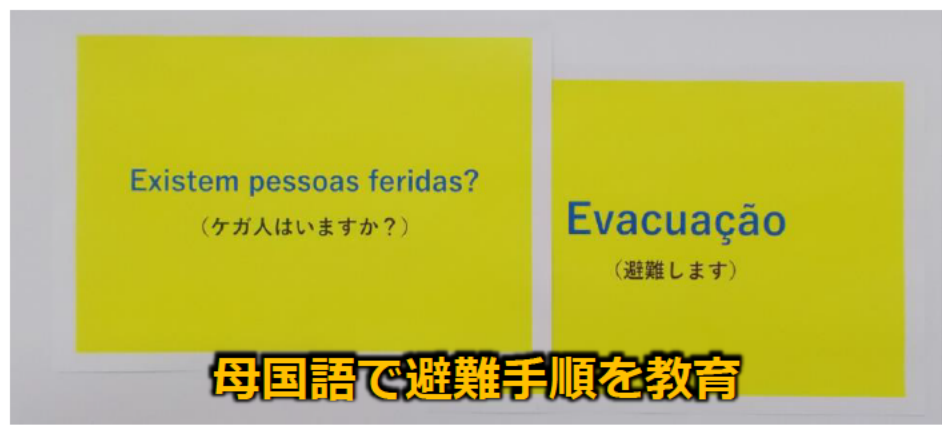 Existem pessoas feridas?
（ケガ人はいますか？）
Evacuação
（避難します）
母国語で避難手順を教育